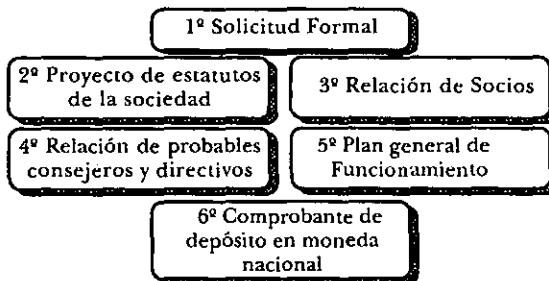 1º Solicitud Formal
2º Proyecto de estatutos
de la sociedad
3º Relación de Socios
4º Relación de probables
consejeros y directivos
5º Plan general de
Funcionamiento
6º Comprobante de
depósito en moneda
nacional